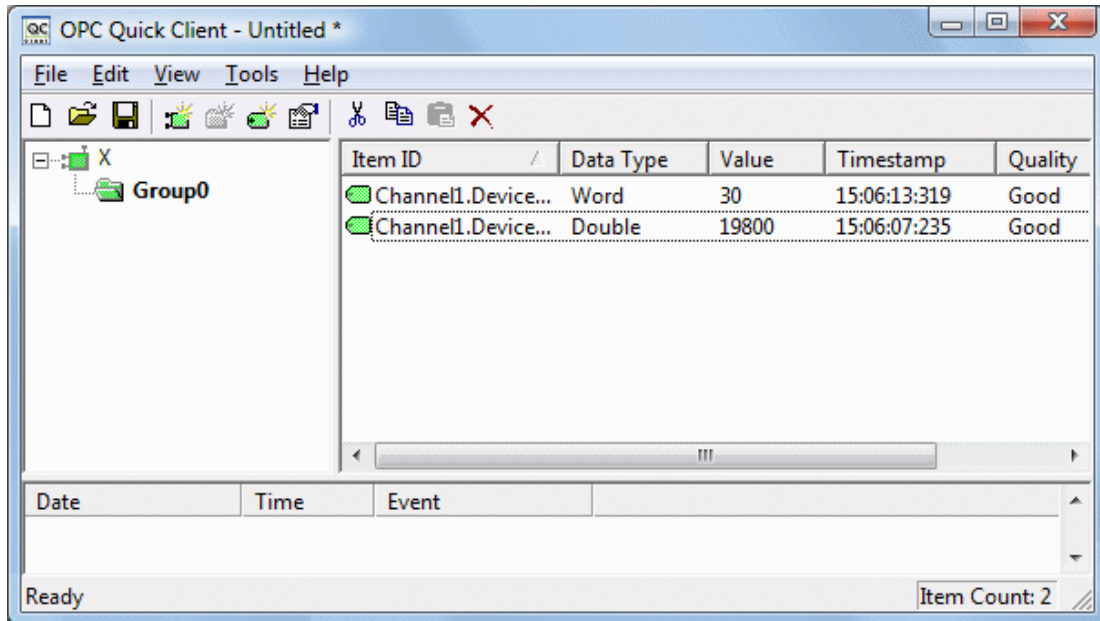 OPC Quick Client - Untitled *
File Edit View Tools Help
X
Group0
Item ID Data Type Value Timestamp Quality
Channel1.Device... Word 30 15:06:13:319 Good
Channel1.Device... Double 19800 15:06:07:235 Good
Date Time Event
Ready Item Count: 2